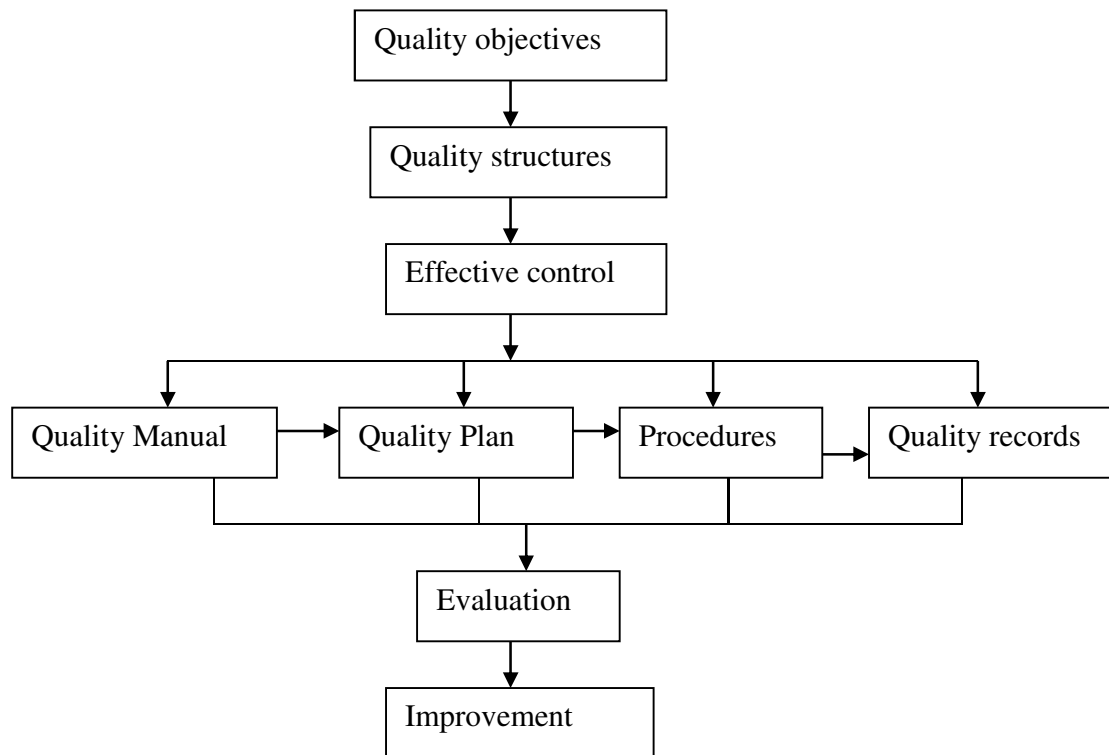 Quality objectives
Quality structures
Effective control
Quality Manual
Quality Plan
Procedures
Quality records
Evaluation
Improvement